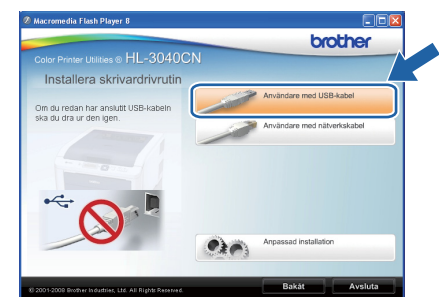 Macromedia Flash Player 8
brother
Color Printer Utilities ® HL-3040CN
Installera skrivardrivrutin
Om du redan har anslutit USB-kabeln
ska du dra ur den igen.
Användare med USB-kabel
Användare med nätverkskabel
Anpassad installation
© 2001-2008 Brother Industries, Ltd. All Rights Reserved.
Bakåt
Avsluta